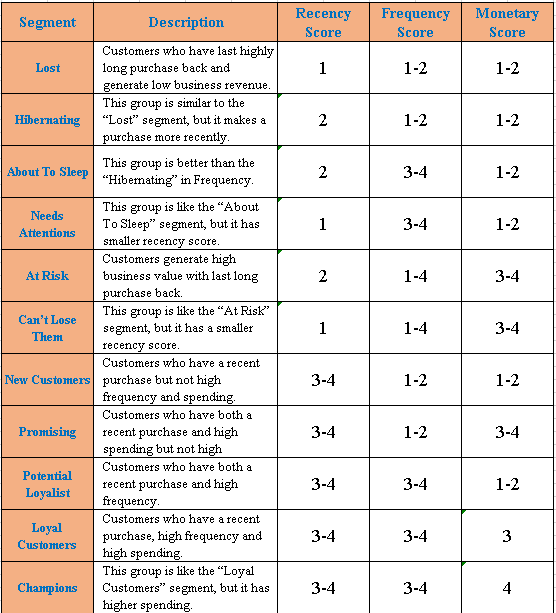 Segment
Description
Recency
Score
Frequency
Score
Monetary
Score
Lost
Customers who have last highly
long purchase back and
generate low business revenue.
1
1-2
1-2
Hibernating
This group is similar to the
“Lost” segment, but it makes a
purchase more recently.
2
1-2
1-2
About To Sleep
This group is better than the
“Hibernating” in Frequency.
2
3-4
1-2
Needs
Attentions
This group is like the “About
To Sleep” segment, but it has
smaller recency score.
1
3-4
1-2
At Risk
Customers generate high
business value with last long
purchase back.
2
1-4
3-4
Can’t Lose
Them
This group is like the “At Risk”
segment, but it has a smaller
recency score.
1
1-4
3-4
New Customers
Customers who have a recent
purchase but not high
frequency and spending.
3-4
1-2
1-2
Promising
Customers who have both a
recent purchase and high
spending but not high
3-4
1-2
3-4
Potential
Loyalist
Customers who have both a
recent purchase and high
frequency.
3-4
3-4
1-2
Loyal
Customers
Customers who have a recent
purchase, high frequency and
high spending.
3-4
3-4
3
Champions
This group is like the “Loyal
Customers” segment, but it has
higher spending.
3-4
3-4
4